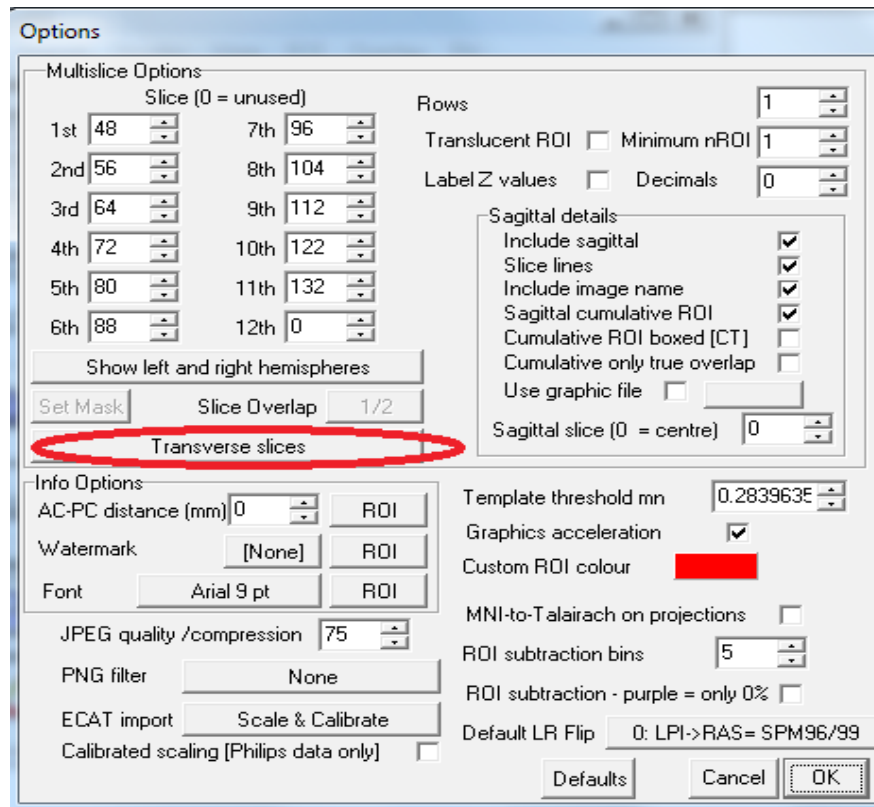 Options
Multislice Options
Slice (0 = unused)
1st 48 7th 96
2nd 56 8th 104
3rd 64 9th 112
4th 72 10th 122
5th 80 11th 132
6th 88 12th 0
Show left and right hemispheres
Set Mask Slice Overlap 1/2
Transverse slices
Rows 1
Translucent ROI Minimum nROI 1
Label Z values Decimals 0
Sagittal details
Include sagittal
Slice lines
Include image name
Sagittal cumulative ROI
Cumulative ROI boxed [CT]
Cumulative only true overlap
Use graphic file
Sagittal slice (0 = centre) 0
Info Options
AC-PC distance (mm) 0 ROI
Watermark [None] ROI
Font Arial 9 pt ROI
JPEG quality /compression 75
PNG filter None
ECAT import Scale & Calibrate
Calibrated scaling [Philips data only]
Template threshold mn 0.2839635
Graphics acceleration
Custom ROI colour
MNI-to-Talairach on projections
ROI subtraction bins 5
ROI subtraction - purple = only 0%
Default LR Flip 0: LPI->RAS= SPM96/99
Defaults Cancel OK